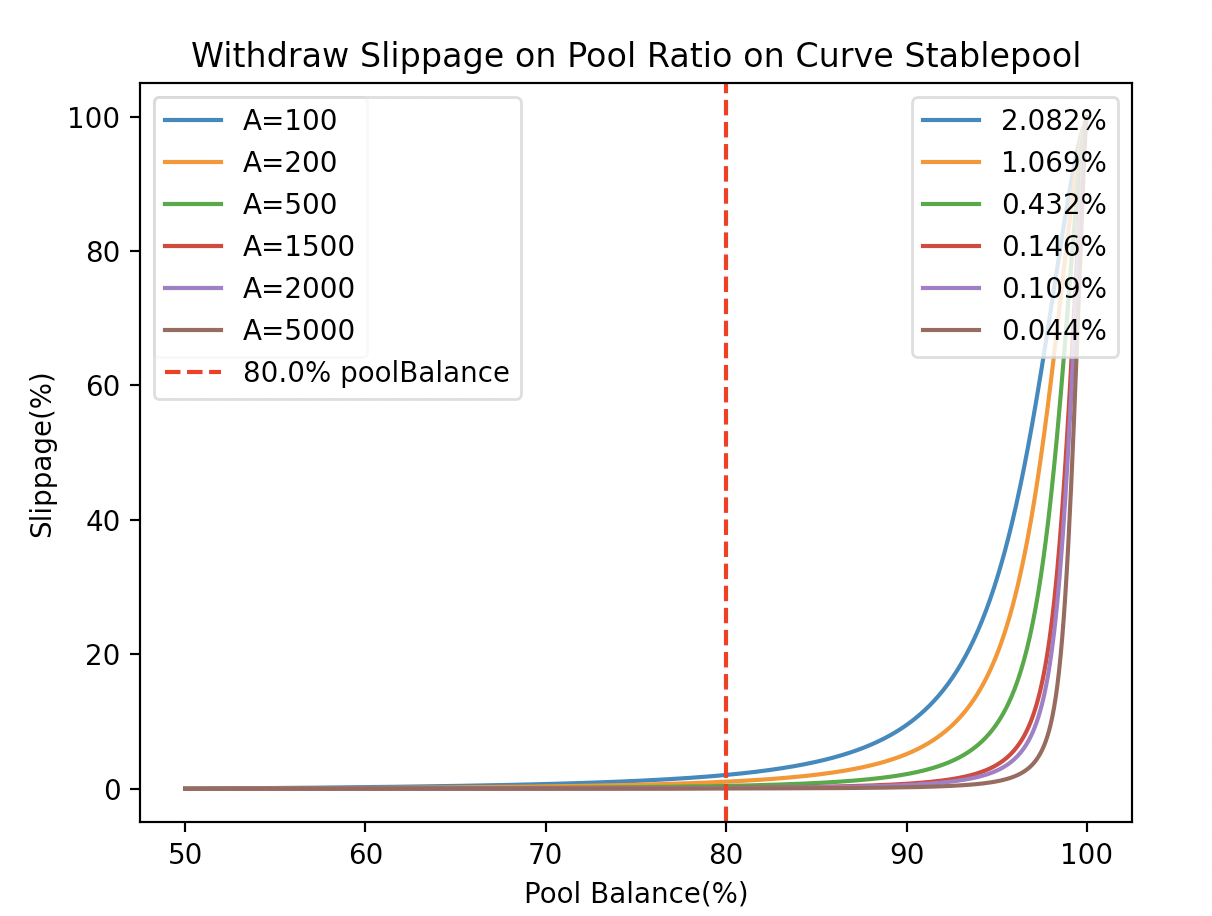 Withdraw Slippage on Pool Ratio on Curve Stablepool
A=100
A=200
A=500
A=1500
A=2000
A=5000
80.0% poolBalance
2.082%
1.069%
0.432%
0.146%
0.109%
0.044%
Slippage(%)
100
80
60
40
20
0
50
60
70
80
90
100
Pool Balance(%)